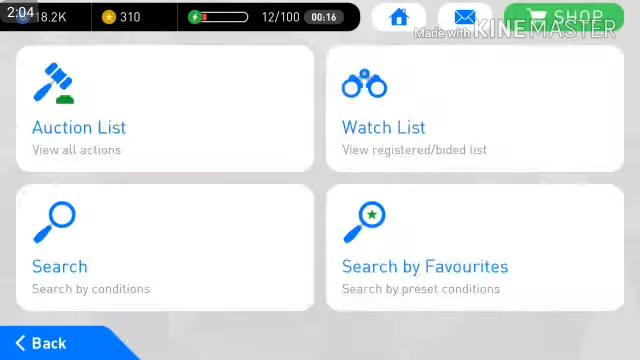 2:04 18.2K 310 12/100 00:16 SHOP
Made with KINEMASTER
Auction List
View all actions
Watch List
View registered/bided list
Search
Search by conditions
Search by Favourites
Search by preset conditions
Back